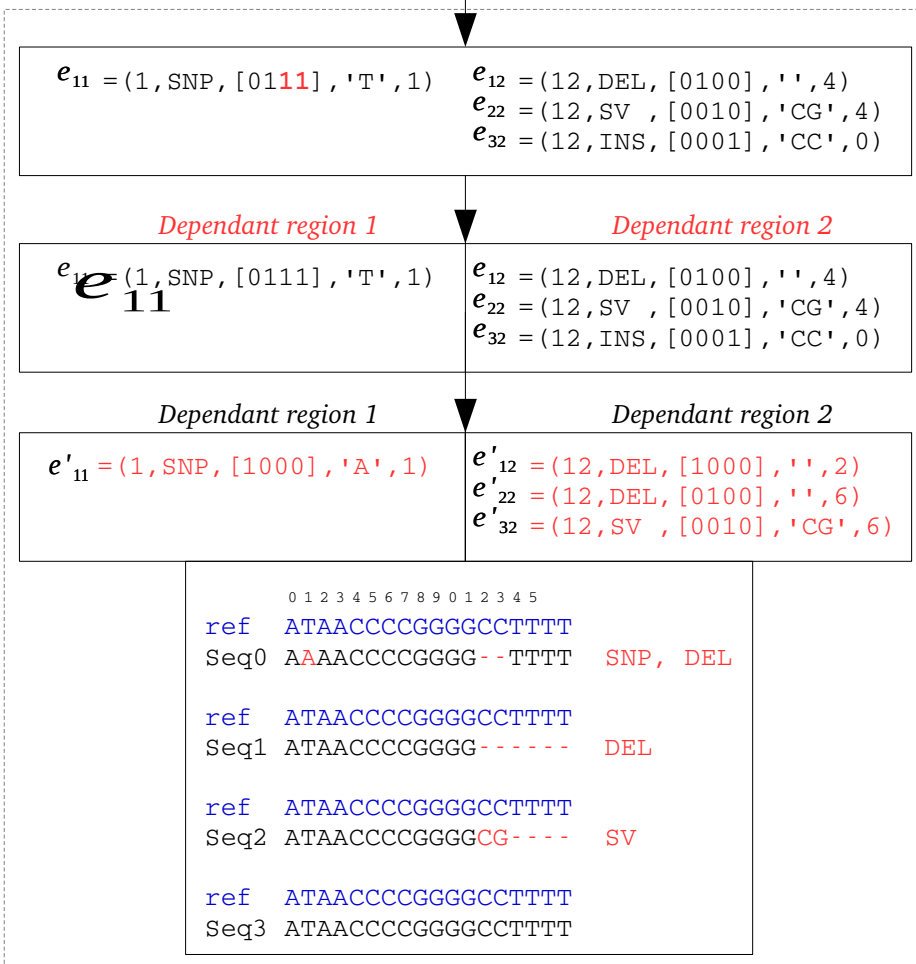 e11 =(1,SNP,[0111],'T',1) e12 =(12,DEL,[0100],'',4)
e22 =(12,SV ,[0010],'CG',4)
e32 =(12,INS,[0001],'CC',0)
Dependant region 1 Dependant region 2
e11 =(1,SNP,[0111],'T',1) e12 =(12,DEL,[0100],'',4)
e11 e22 =(12,SV ,[0010],'CG',4)
e32 =(12,INS,[0001],'CC',0)
Dependant region 1 Dependant region 2
e'11 =(1,SNP,[1000],'A',1) e'12 =(12,DEL,[1000],'',2)
e'22 =(12,DEL,[0100],'',6)
e'32 =(12,SV ,[0010],'CG',6)
0 1 2 3 4 5 6 7 8 9 0 1 2 3 4 5
ref ATAACCCCGGGGCCTTTT
Seq0 AAAACCCCGGGG--TTTT SNP, DEL
ref ATAACCCCGGGGCCTTTT
Seq1 ATAACCCCGGGG------ DEL
ref ATAACCCCGGGGCCTTTT
Seq2 ATAACCCCGGGGCG---- SV
ref ATAACCCCGGGGCCTTTT
Seq3 ATAACCCCGGGGCCTTTT